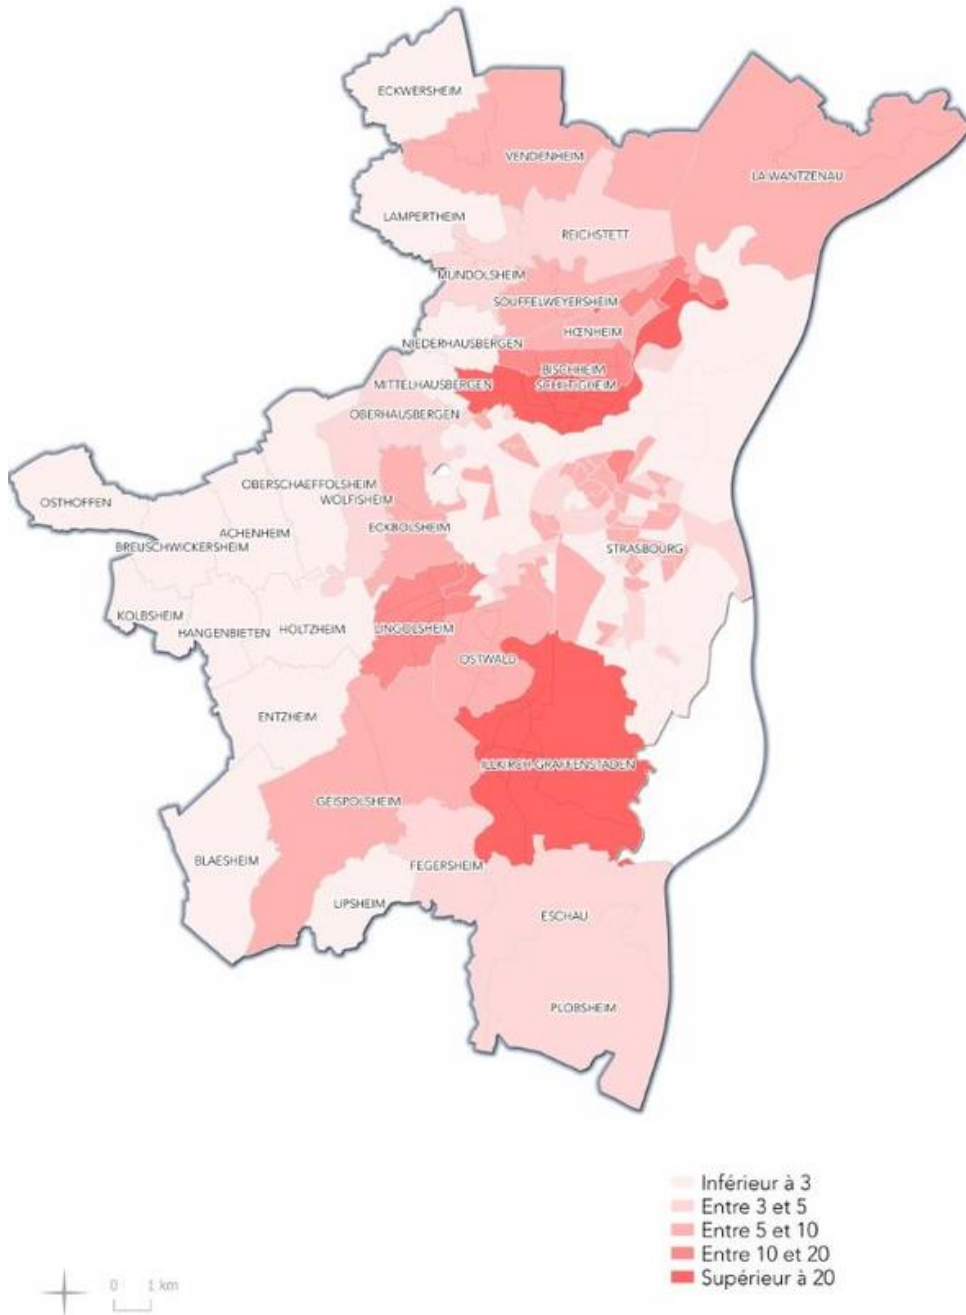 ECKWERSHEIM
VENDENHEIM
LA WANTZENAU
LAMPERTHEIM
REICHSTETT
MUNDOLSHEIM
SOUFFELWEYERSHEIM
HŒNHEIM
NIEDERHAUSBERGEN
BISCHHEIM
MITTELHAUSBERGEN
SCHILTIGHEIM
OBERHAUSBERGEN
OBERSCHAEFFOLSHEIM
WOLFISHEIM
OSTHOFFEN
ACHENHEIM
ECKBOLSHEIM
BREUSCHWICKERSHEIM
STRASBOURG
KOLBSHEIM
HANGENBIETEN
HOLTZHEIM
LINGOLSHEIM
OSTWALD
ENTZHEIM
ILLKIRCH-GRAFFENSTADEN
GEISPOLSHEIM
BLAESHEIM
FEGERSHEIM
LIPSHEIM
ESCHAU
PLOBSHEIM
Inférieur à 3
Entre 3 et 5
Entre 5 et 10
Entre 10 et 20
Supérieur à 20
0 1 km